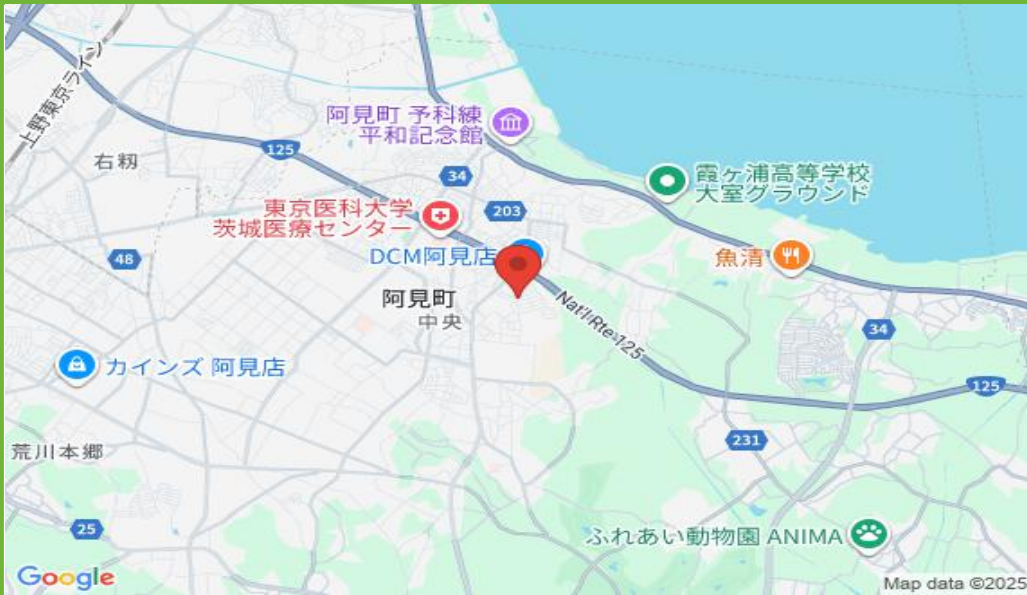 上野東京ライン
阿見町 予科練
平和記念館
125
右籾
34
霞ヶ浦高等学校
大室グラウンド
東京医科大学
茨城医療センター
203
48
DCM阿見店
魚清
阿見町
中央
Nat'l Rte 125
34
カインズ 阿見店
125
231
荒川本郷
25
ふれあい動物園 ANIMA
Google
Map data ©2025